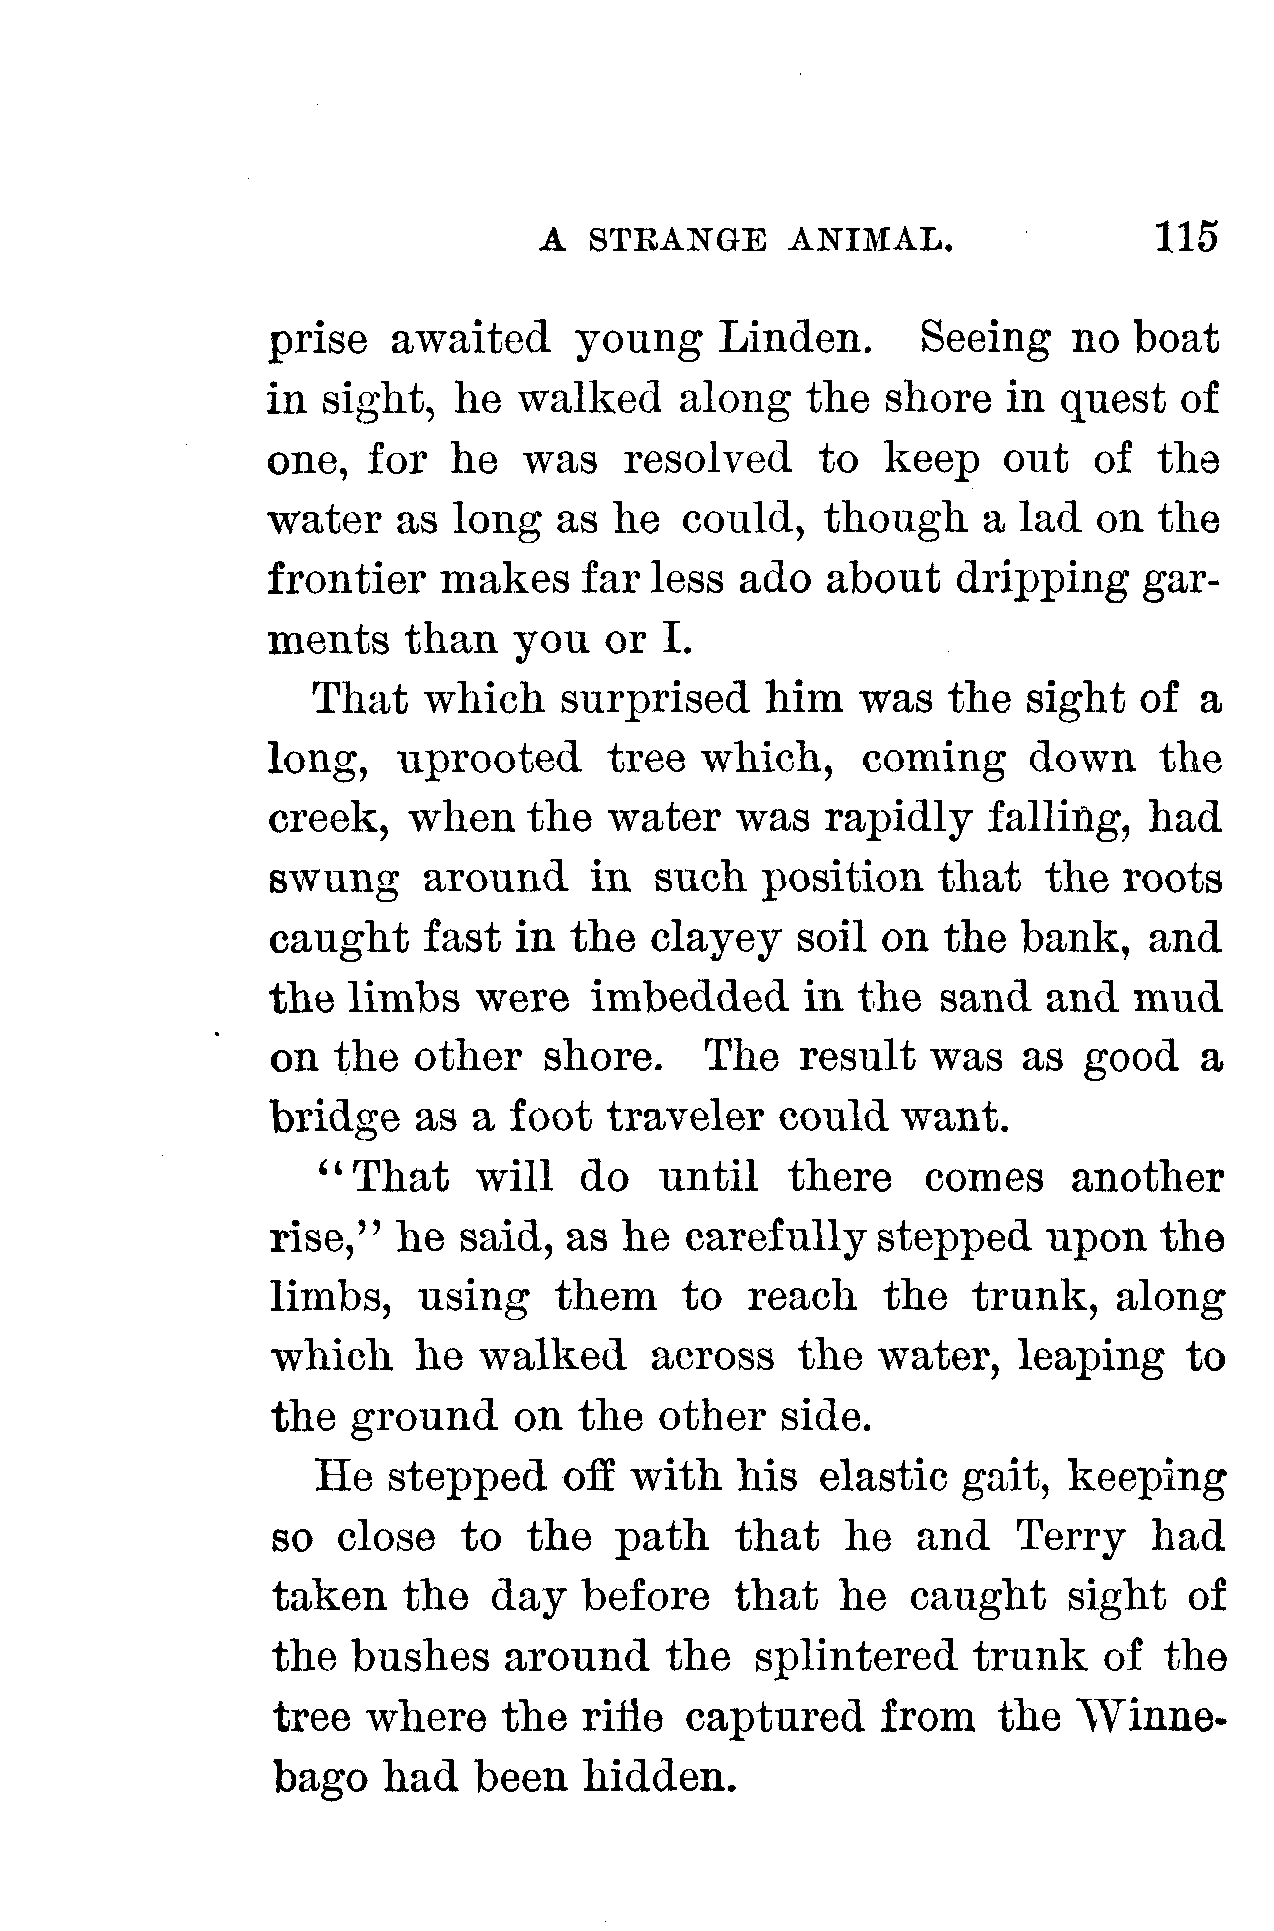 A STRANGE ANIMAL. 115
prise awaited young Linden. Seeing no boat
in sight, he walked along the shore in quest of
one, for he was resolved to keep out of the
water as long as he could, though a lad on the
frontier makes far less ado about dripping gar-
ments than you or I.
That which surprised him was the sight of a
long, uprooted tree which, coming down the
creek, when the water was rapidly falling, had
swung around in such position that the roots
caught fast in the clayey soil on the bank, and
the limbs were imbedded in the sand and mud
on the other shore. The result was as good a
bridge as a foot traveler could want.
“That will do until there comes another
rise,” he said, as he carefully stepped upon the
limbs, using them to reach the trunk, along
which he walked across the water, leaping to
the ground on the other side.
He stepped off with his elastic gait, keeping
so close to the path that he and Terry had
taken the day before that he caught sight of
the bushes around the splintered trunk of the
tree where the rifle captured from the Winne-
bago had been hidden.